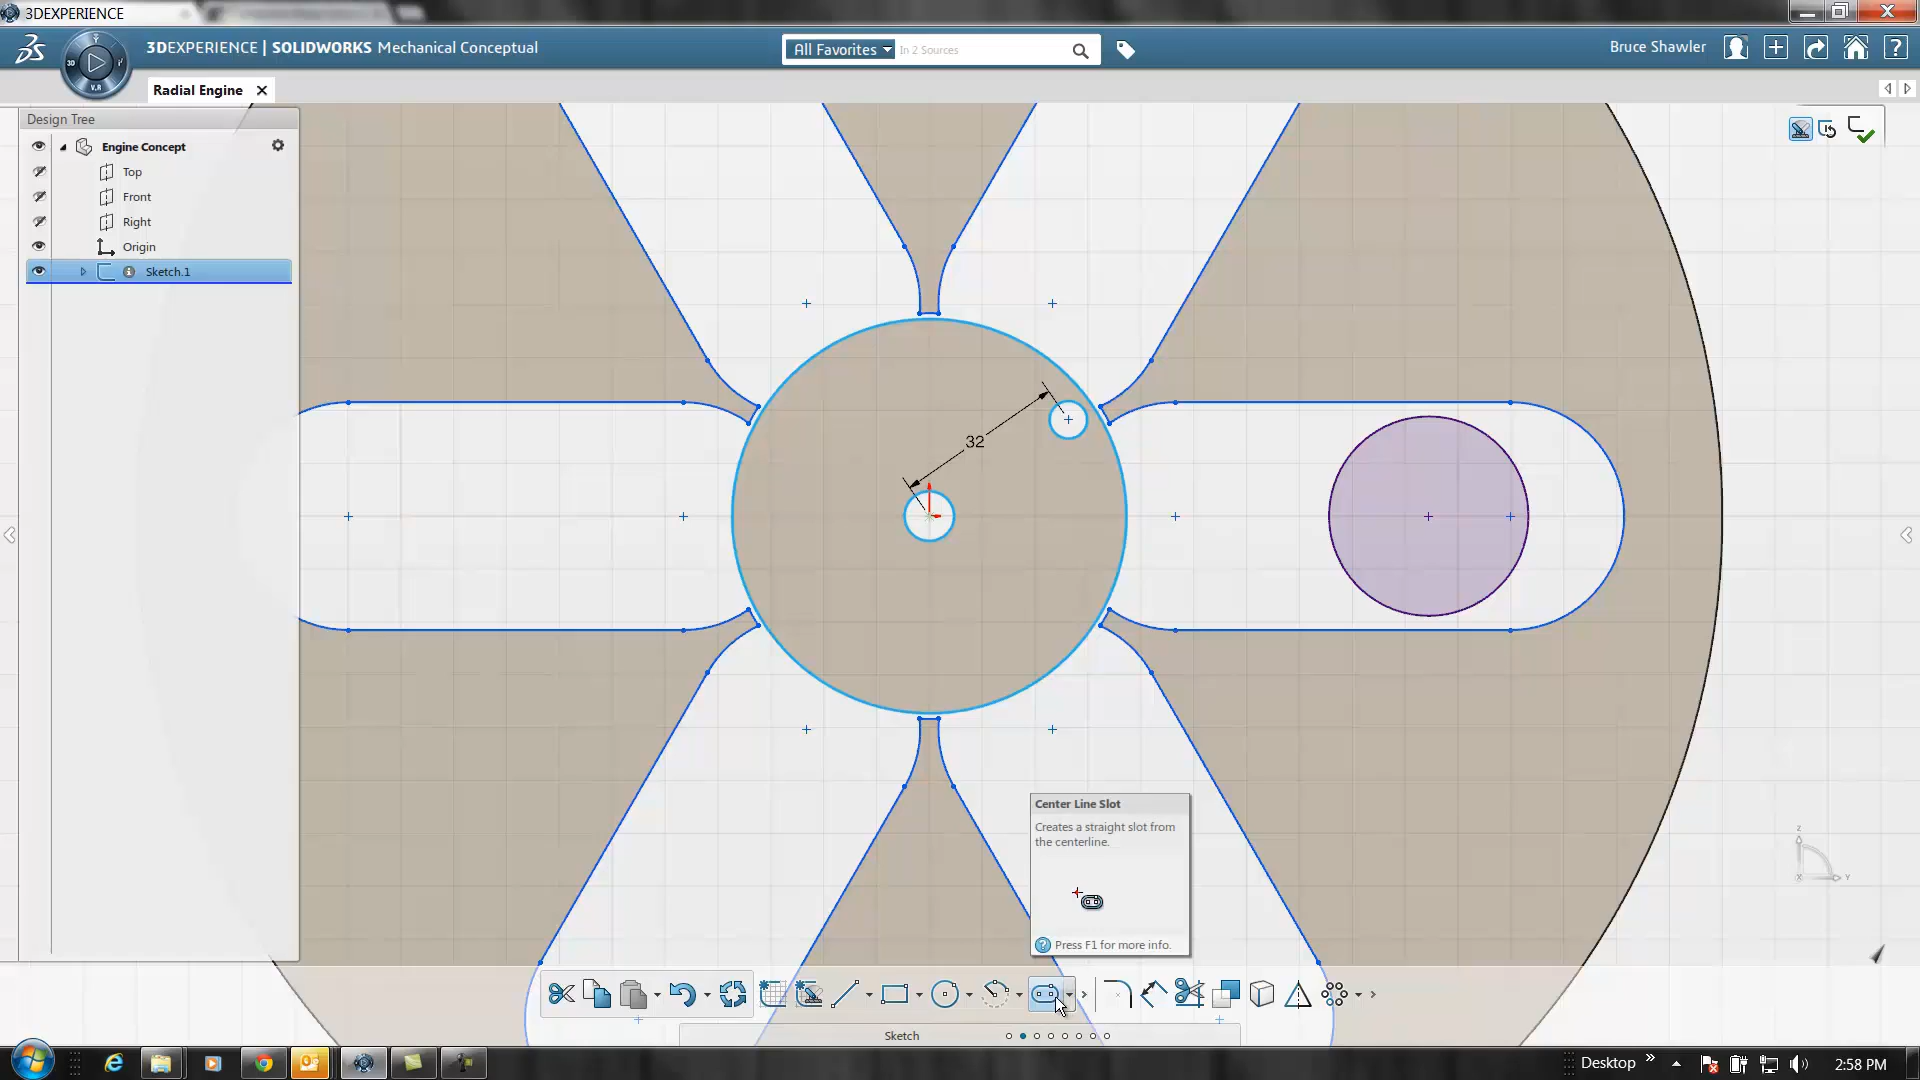 3DEXPERIENCE
3DEXPERIENCE | SOLIDWORKS Mechanical Conceptual
All Favorites
In 2 Sources
Bruce Shawler
3D
V.R
Radial Engine
Design Tree
Engine Concept
Top
Front
Right
Origin
Sketch.1
32
Center Line Slot
Creates a straight slot from
the centerline.
Press F1 for more info.
Z
X
Y
Sketch
Desktop
2:58 PM